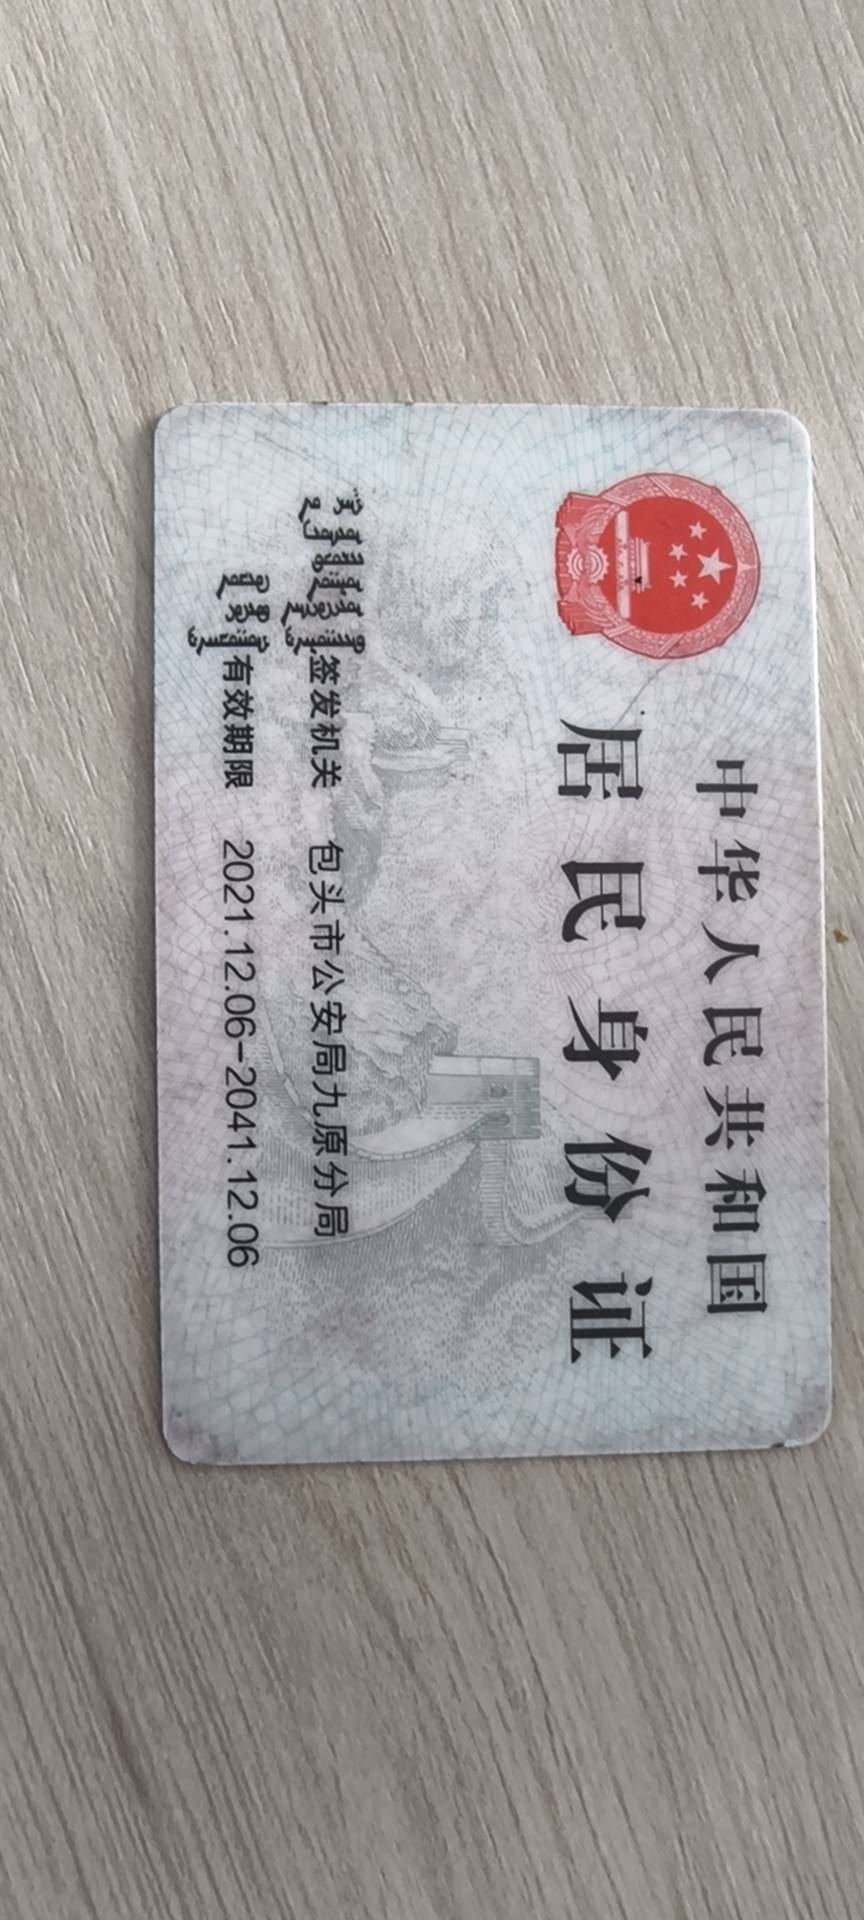 中华人民共和国
居民身份证
签发机关 包头市公安局九原分局
有效期限 2021.12.06-2041.12.06